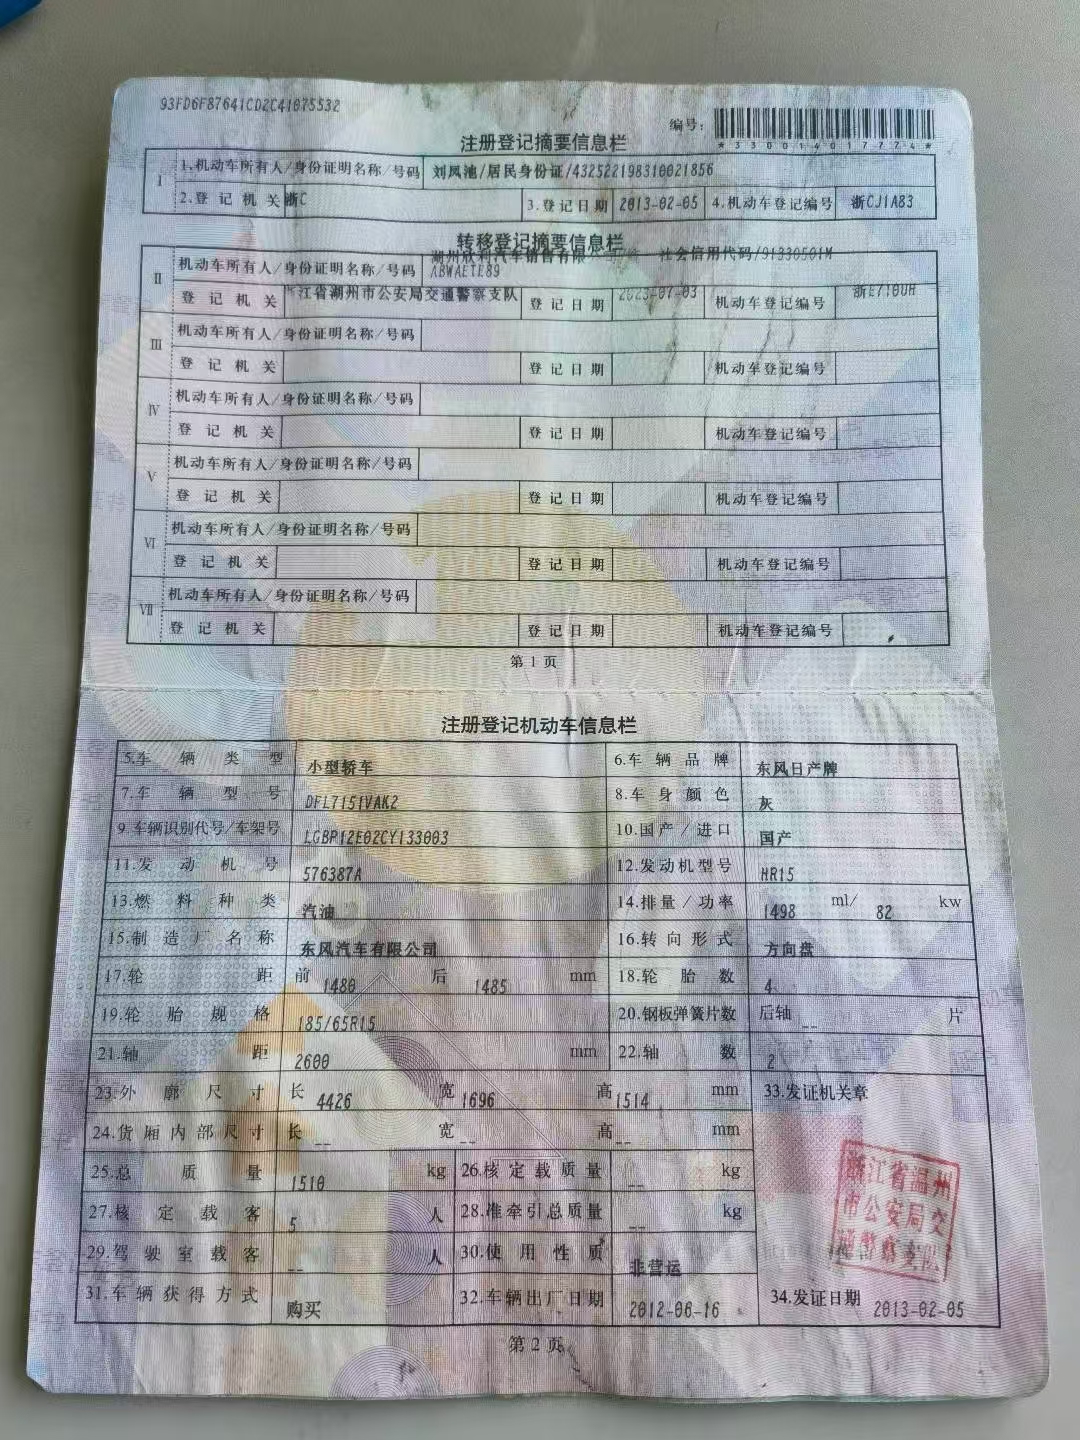 93FD6F87641CD2C41075532
编号:
*330014017774*
注册登记摘要信息栏
Ⅰ 1.机动车所有人/身份证明名称/号码 刘凤池/居民身份证/432522198310021856
2.登记机关 浙C 3.登记日期 2013-02-05 4.机动车登记编号 浙CJ1A83
转移登记摘要信息栏
Ⅱ 机动车所有人/身份证明名称/号码 湖州欣利汽车销售有限 社会信用代码/91330501M
ABWAETE89
登记机关 江省湖州市公安局交通警察支队 登记日期 2023-07-03 机动车登记编号 浙E710UH
Ⅲ 机动车所有人/身份证明名称/号码
登记机关 登记日期 机动车登记编号
Ⅳ 机动车所有人/身份证明名称/号码
登记机关 登记日期 机动车登记编号
Ⅴ 机动车所有人/身份证明名称/号码
登记机关 登记日期 机动车登记编号
Ⅵ 机动车所有人/身份证明名称/号码
登记机关 登记日期 机动车登记编号
Ⅶ 机动车所有人/身份证明名称/号码
登记机关 登记日期 机动车登记编号
第1页
注册登记机动车信息栏
5.车辆类型 小型轿车 6.车辆品牌 东风日产牌
7.车辆型号 DFL7151VAK2 8.车身颜色 灰
9.车辆识别代号/车架号 LGBP12E02CY133003 10.国产/进口 国产
11.发动机号 576387A 12.发动机型号 HR15
13.燃料种类 汽油 14.排量/功率 1498 ml/ 82 kw
15.制造厂名称 东风汽车有限公司 16.转向形式 方向盘
17.轮距 前 1480 后 1485 mm 18.轮胎数 4
19.轮胎规格 185/65R15 20.钢板弹簧片数 后轴 -- 片
21.轴距 2600 mm 22.轴数 2
23.外廓尺寸 长 4426 宽 1696 高 1514 mm 33.发证机关章
24.货厢内部尺寸 长 -- 宽 -- 高 -- mm
25.总质量 1510 kg 26.核定载质量 -- kg
27.核定载客 5 人 28.准牵引总质量 -- kg
29.驾驶室载客 -- 人 30.使用性质 非营运
浙江省温州
市公安局交
通警察支队
31.车辆获得方式 购买 32.车辆出厂日期 2012-06-16 34.发证日期 2013-02-05
第2页